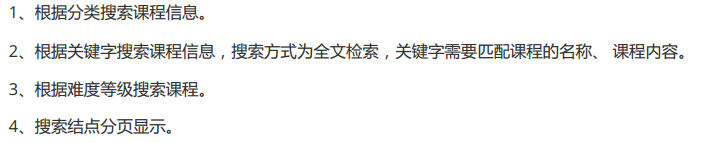 1、根据分类搜索课程信息。
2、根据关键字搜索课程信息，搜索方式为全文检索，关键字需要匹配课程的名称、 课程内容。
3、根据难度等级搜索课程。
4、搜索结点分页显示。